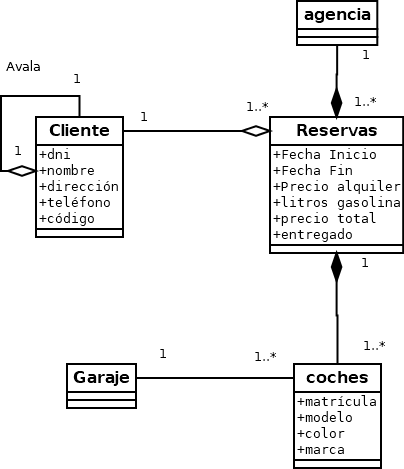 agencia
1
1..*
Avala
1
1
Cliente
+dni
+nombre
+dirección
+teléfono
+código
1
1..*
Reservas
+Fecha Inicio
+Fecha Fin
+Precio alquiler
+litros gasolina
+precio total
+entregado
1
1..*
Garaje
1
1..*
coches
+matrícula
+modelo
+color
+marca